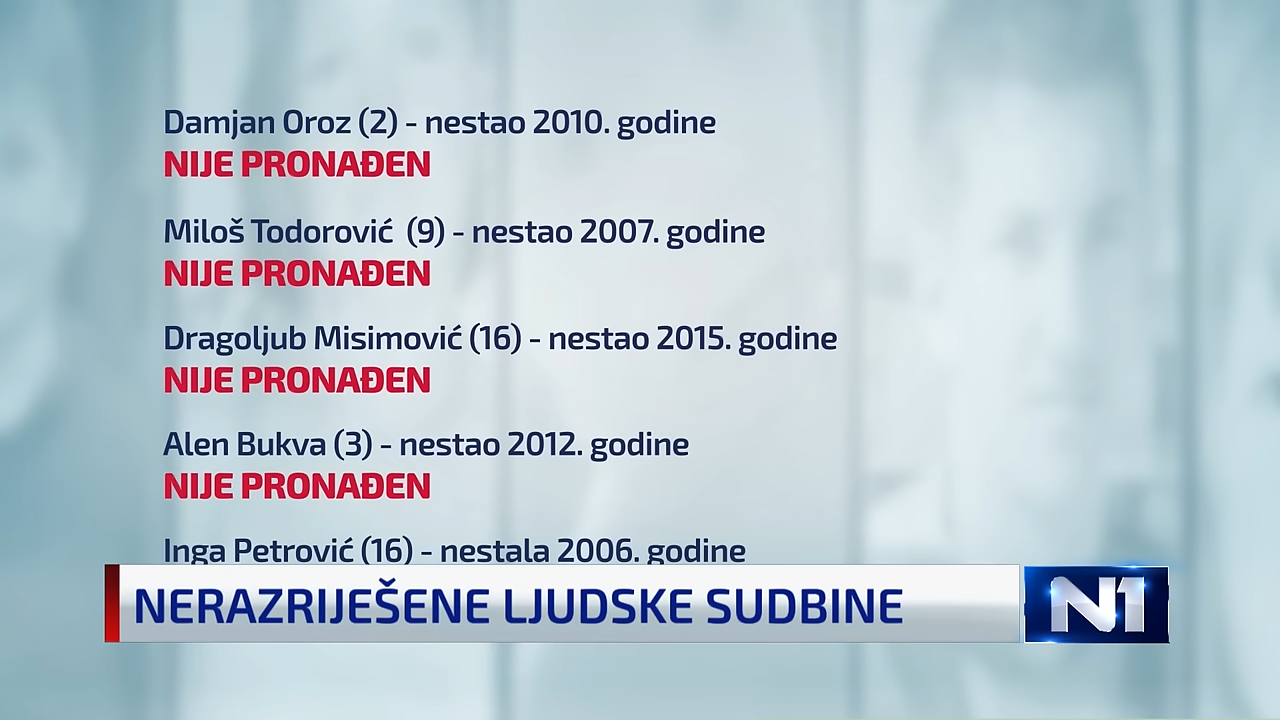 Damjan Oroz (2) - nestao 2010. godine
NIJE PRONAĐEN
Miloš Todorović (9) - nestao 2007. godine
NIJE PRONAĐEN
Dragoljub Misimović (16) - nestao 2015. godine
NIJE PRONAĐEN
Alen Bukva (3) - nestao 2012. godine
NIJE PRONAĐEN
Inga Petrović (16) - nestala 2006. godine
NERAZRIJEŠENE LJUDSKE SUDBINE
N1